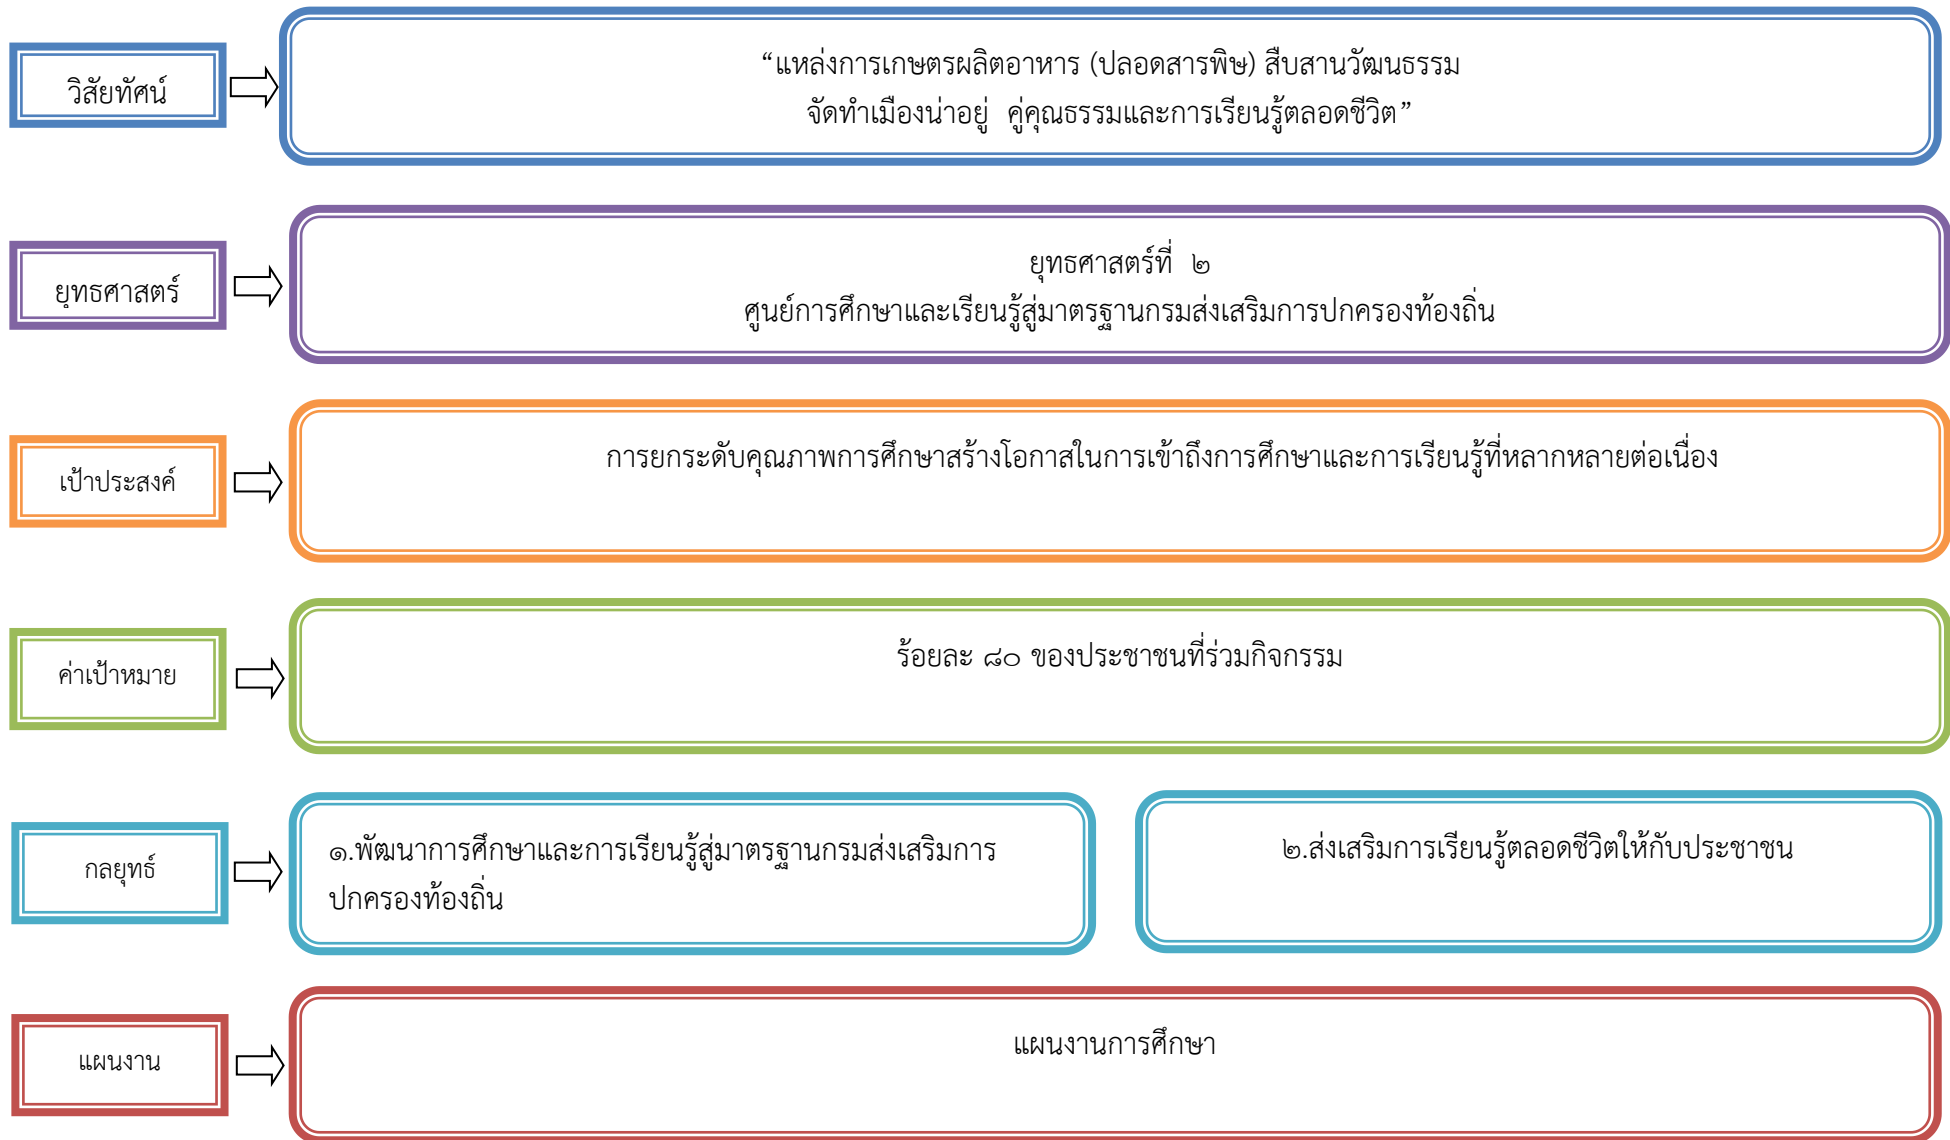 วิสัยทัศน์
“แหล่งการเกษตรผลิตอาหาร (ปลอดสารพิษ) สืบสานวัฒนธรรม
จัดทำเมืองน่าอยู่ คู่คุณธรรมและการเรียนรู้ตลอดชีวิต”
ยุทธศาสตร์
ยุทธศาสตร์ที่ ๒
ศูนย์การศึกษาและเรียนรู้สู่มาตรฐานกรมส่งเสริมการปกครองท้องถิ่น
เป้าประสงค์
การยกระดับคุณภาพการศึกษาสร้างโอกาสในการเข้าถึงการศึกษาและการเรียนรู้ที่หลากหลายต่อเนื่อง
ค่าเป้าหมาย
ร้อยละ ๘๐ ของประชาชนที่ร่วมกิจกรรม
กลยุทธ์
๑.พัฒนาการศึกษาและการเรียนรู้สู่มาตรฐานกรมส่งเสริมการ
ปกครองท้องถิ่น
๒.ส่งเสริมการเรียนรู้ตลอดชีวิตให้กับประชาชน
แผนงาน
แผนงานการศึกษา